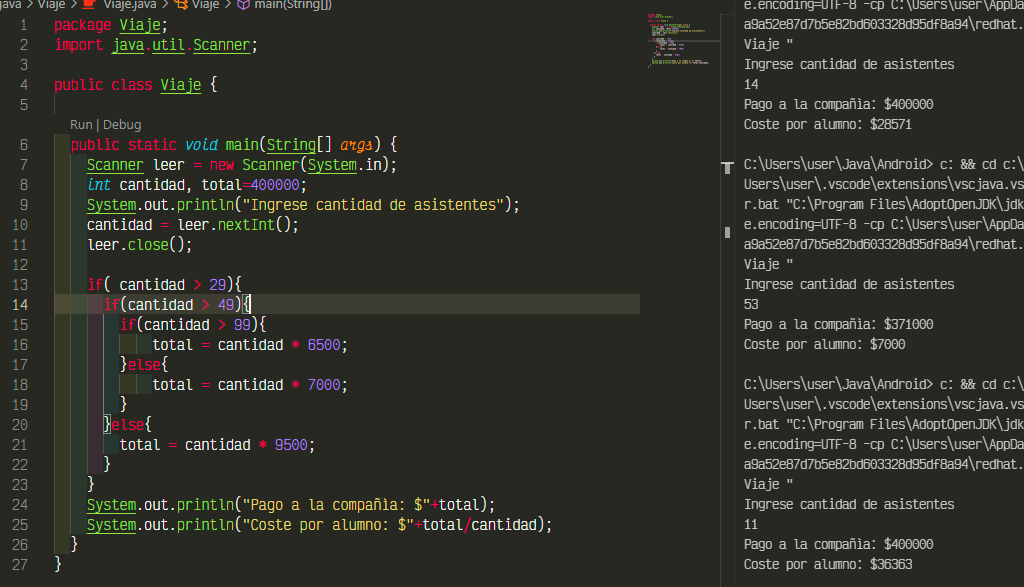 java > Viaje > Viaje.java > Viaje > main(String[])
1 package Viaje;
2 import java.util.Scanner;
3
4 public class Viaje {
5
Run | Debug
6 public static void main(String[] args) {
7 Scanner leer = new Scanner(System.in);
8 int cantidad, total=400000;
9 System.out.println("Ingrese cantidad de asistentes");
10 cantidad = leer.nextInt();
11 leer.close();
12
13 if( cantidad > 29){
14 if(cantidad > 49){
15 if(cantidad > 99){
16 total = cantidad * 6500;
17 }else{
18 total = cantidad * 7000;
19 }
20 }else{
21 total = cantidad * 9500;
22 }
23 }
24 System.out.println("Pago a la compañìa: $"+total);
25 System.out.println("Coste por alumno: $"+total/cantidad);
26 }
27 }
e.encoding=UTF-8 -cp C:\Users\user\AppDa
a9a52e87d7b5e82bd603328d95df8a94\redhat.
Viaje "
Ingrese cantidad de asistentes
14
Pago a la compañìa: $400000
Coste por alumno: $28571
C:\Users\user\Java\Android> c: && cd c:\
Users\user\.vscode\extensions\vscjava.vs
r.bat "C:\Program Files\AdoptOpenJDK\jdk
e.encoding=UTF-8 -cp C:\Users\user\AppDa
a9a52e87d7b5e82bd603328d95df8a94\redhat.
Viaje "
Ingrese cantidad de asistentes
53
Pago a la compañìa: $371000
Coste por alumno: $7000
C:\Users\user\Java\Android> c: && cd c:\
Users\user\.vscode\extensions\vscjava.vs
r.bat "C:\Program Files\AdoptOpenJDK\jdk
e.encoding=UTF-8 -cp C:\Users\user\AppDa
a9a52e87d7b5e82bd603328d95df8a94\redhat.
Viaje "
Ingrese cantidad de asistentes
11
Pago a la compañìa: $400000
Coste por alumno: $36363